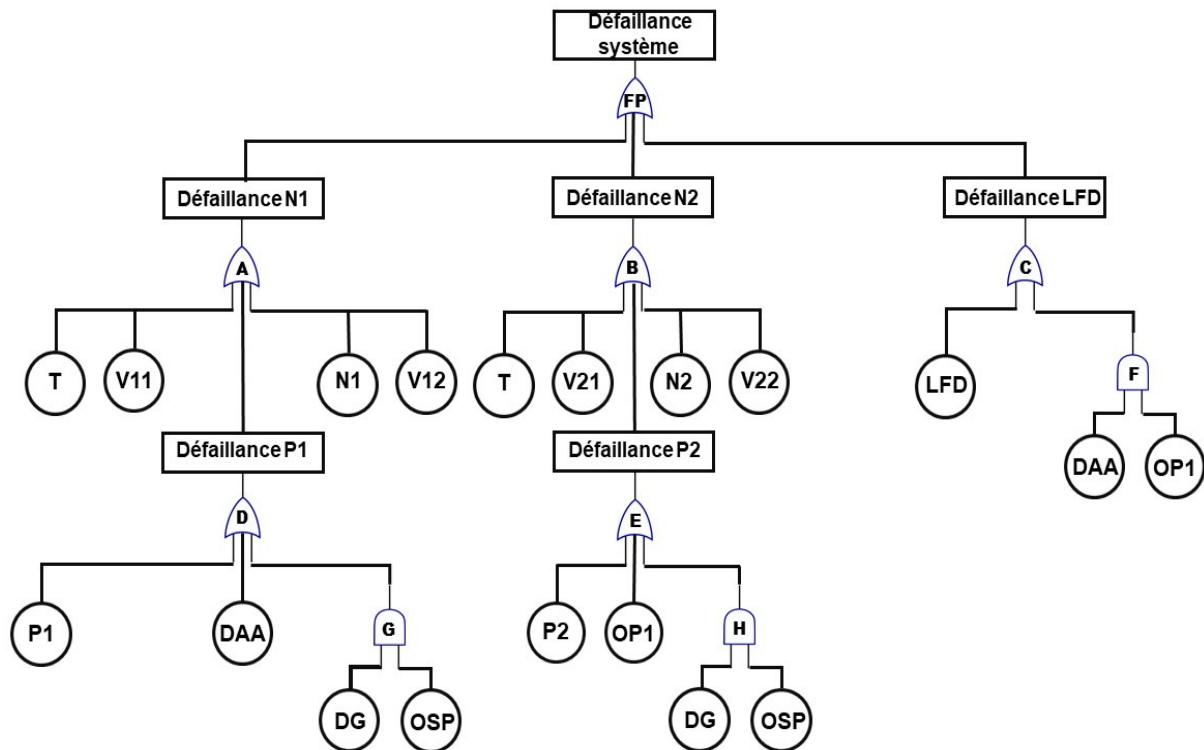 Défaillance
système
FP
Défaillance N1
Défaillance N2
Défaillance LFD
A
B
C
T
V11
N1
V12
T
V21
N2
V22
LFD
F
DAA
OP1
Défaillance P1
Défaillance P2
D
E
P1
DAA
G
P2
OP1
H
DG
OSP
DG
OSP